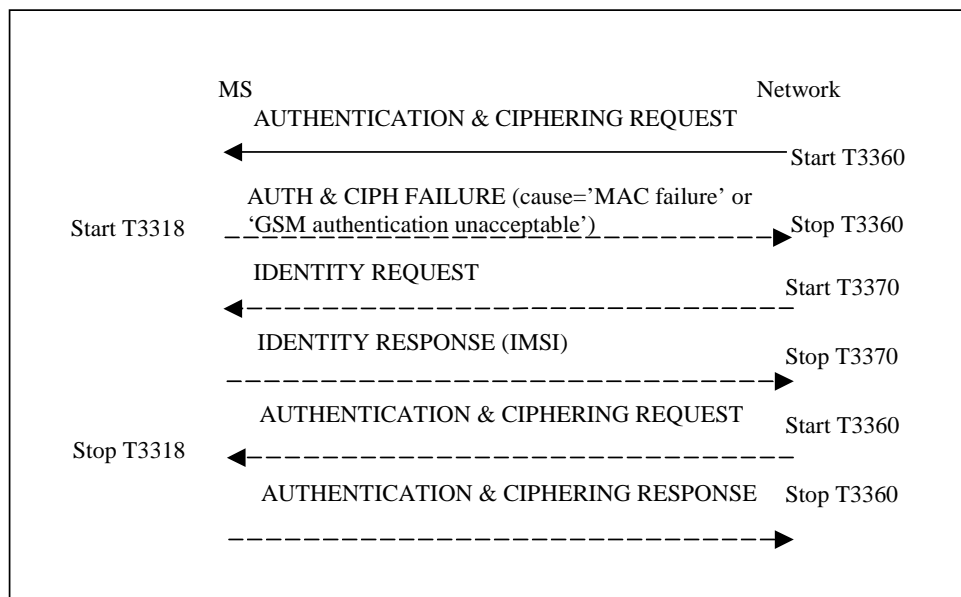 MS Network
AUTHENTICATION & CIPHERING REQUEST
Start T3360
AUTH & CIPH FAILURE (cause=’MAC failure’ or
‘GSM authentication unacceptable’)
Start T3318
Stop T3360
IDENTITY REQUEST
Start T3370
IDENTITY RESPONSE (IMSI)
Stop T3370
AUTHENTICATION & CIPHERING REQUEST
Start T3360
Stop T3318
AUTHENTICATION & CIPHERING RESPONSE
Stop T3360